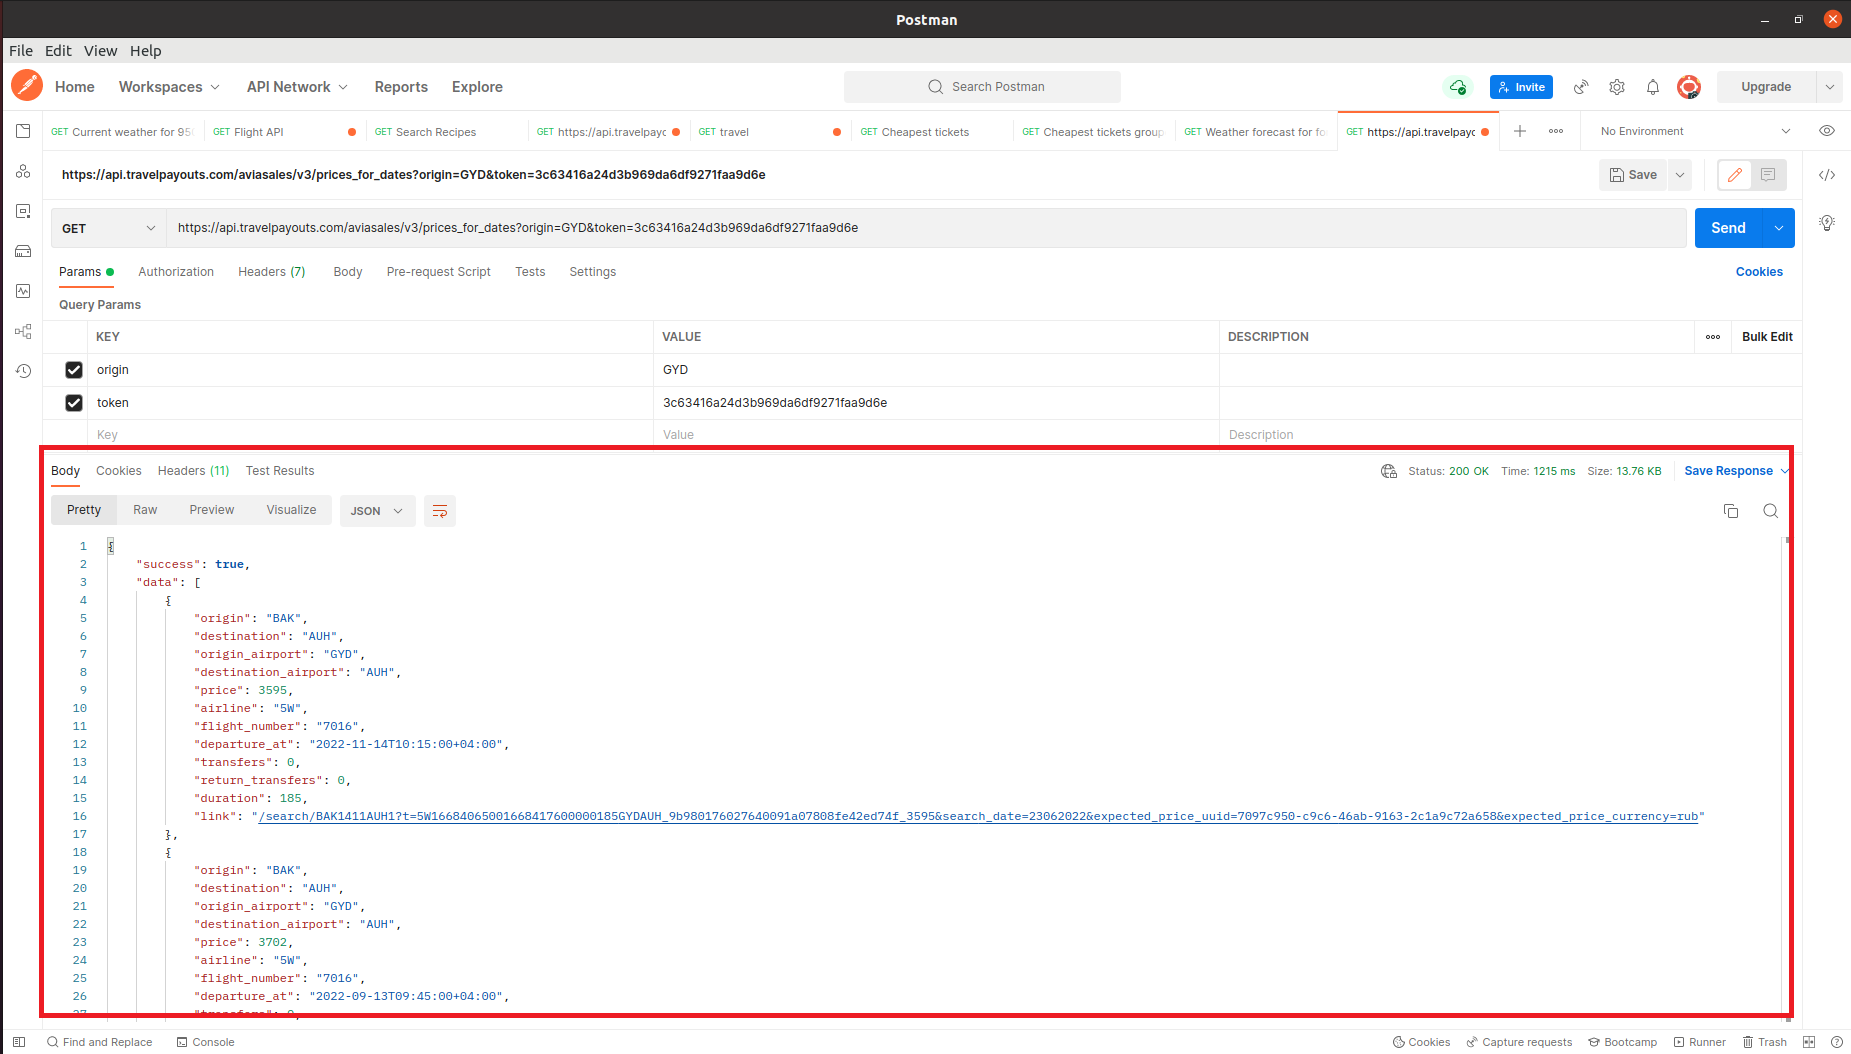 Postman
File Edit View Help
Home Workspaces API Network Reports Explore Search Postman Invite Upgrade
GET Current weather for 95 GET Flight API GET Search Recipes GET https://api.travelpayo GET travel GET Cheapest tickets GET Cheapest tickets group GET Weather forecast for fo GET https://api.travelpayo No Environment
https://api.travelpayouts.com/aviasales/v3/prices_for_dates?origin=GYD&token=3c63416a24d3b969da6df9271faa9d6e Save
GET https://api.travelpayouts.com/aviasales/v3/prices_for_dates?origin=GYD&token=3c63416a24d3b969da6df9271faa9d6e Send
Params Authorization Headers (7) Body Pre-request Script Tests Settings Cookies
Query Params
KEY VALUE DESCRIPTION Bulk Edit
origin GYD
token 3c63416a24d3b969da6df9271faa9d6e
Key Value Description
Body Cookies Headers (11) Test Results Status: 200 OK Time: 1215 ms Size: 13.76 KB Save Response
Pretty Raw Preview Visualize JSON
1 {
2 "success": true,
3 "data": [
4 {
5 "origin": "BAK",
6 "destination": "AUH",
7 "origin_airport": "GYD",
8 "destination_airport": "AUH",
9 "price": 3595,
10 "airline": "5W",
11 "flight_number": "7016",
12 "departure_at": "2022-11-14T10:15:00+04:00",
13 "transfers": 0,
14 "return_transfers": 0,
15 "duration": 185,
16 "link": "/search/BAK1411AUH1?t=5W16684065001668417600000185GYDAUH_9b980176027640091a07808fe42ed74f_3595&search_date=23062022&expected_price_uuid=7097c950-c9c6-46ab-9163-2c1a9c72a658&expected_price_currency=rub"
17 },
18 {
19 "origin": "BAK",
20 "destination": "AUH",
21 "origin_airport": "GYD",
22 "destination_airport": "AUH",
23 "price": 3702,
24 "airline": "5W",
25 "flight_number": "7016",
26 "departure_at": "2022-09-13T09:45:00+04:00",
27 "transfers": 0,
Find and Replace Console Cookies Capture requests Bootcamp Runner Trash